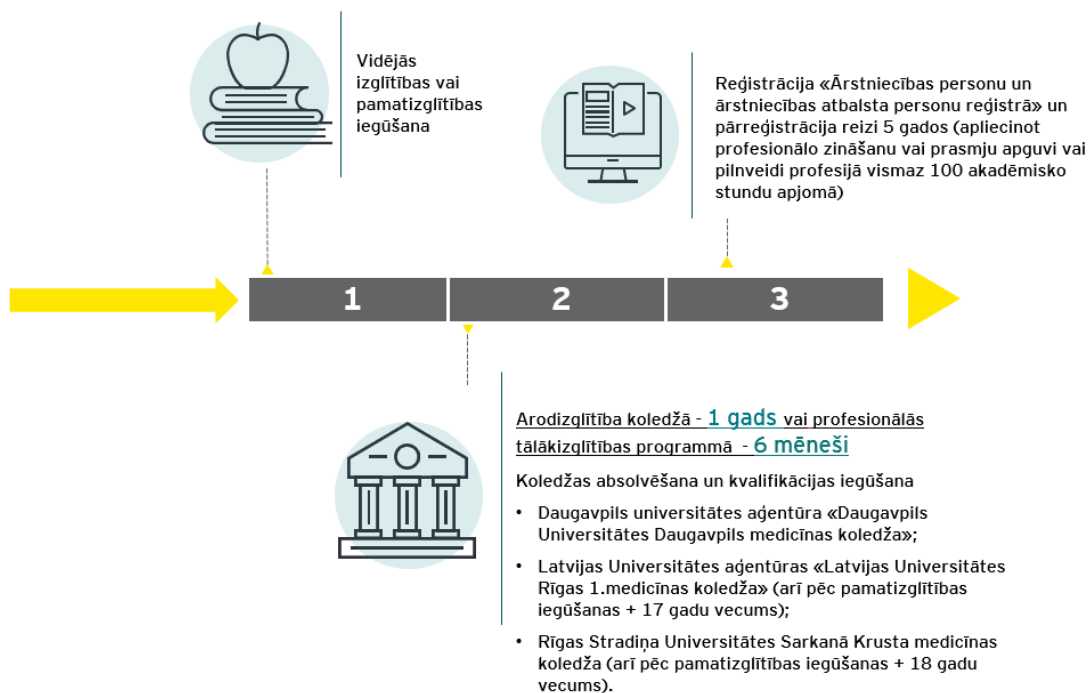 Vidējās
izglītības vai
pamatizglītības
iegūšana
Reģistrācija «Ārstniecības personu un
ārstniecības atbalsta personu reģistrā» un
pārreģistrācija reizi 5 gados (apliecinot
profesionālo zināšanu vai prasmju apguvi vai
pilnveidi profesijā vismaz 100 akadēmisko
stundu apjomā)
1
2
3
Arodizglītība koledžā - 1 gads vai profesionālās
tālākizglītības programmā - 6 mēneši
Koledžas absolvēšana un kvalifikācijas iegūšana
• Daugavpils universitātes aģentūra «Daugavpils
Universitātes Daugavpils medicīnas koledža»;
• Latvijas Universitātes aģentūras «Latvijas Universitātes
Rīgas 1.medicīnas koledža» (arī pēc pamatizglītības
iegūšanas + 17 gadu vecums);
• Rīgas Stradiņa Universitātes Sarkanā Krusta medicīnas
koledža (arī pēc pamatizglītības iegūšanas + 18 gadu
vecums).